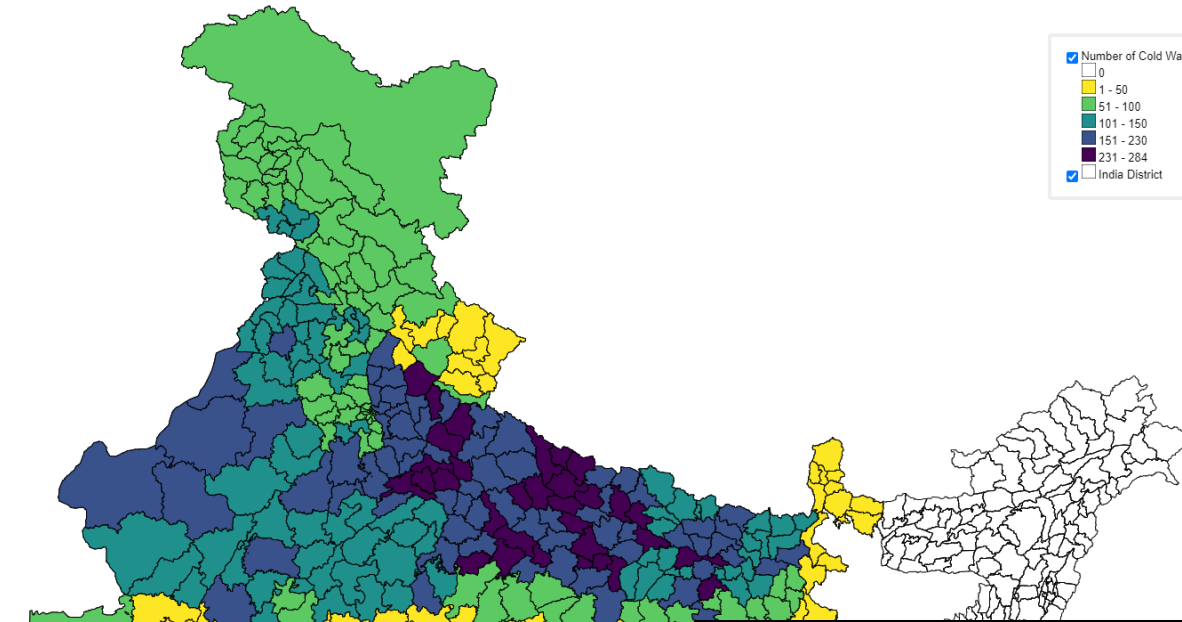 Number of Cold Wa
0
1 - 50
51 - 100
101 - 150
151 - 230
231 - 284
India District